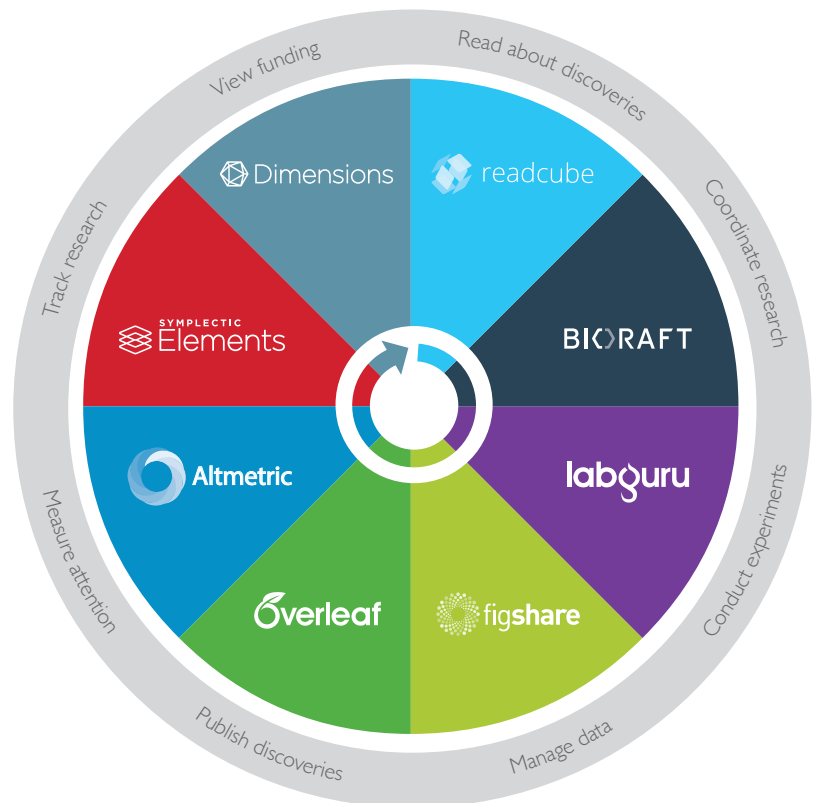 View funding
Read about discoveries
Coordinate research
Conduct experiments
Manage data
Publish discoveries
Measure attention
Track research
Dimensions
readcube
BIORAFT
labguru
figshare
Overleaf
Altmetric
SYMPLECTIC
Elements